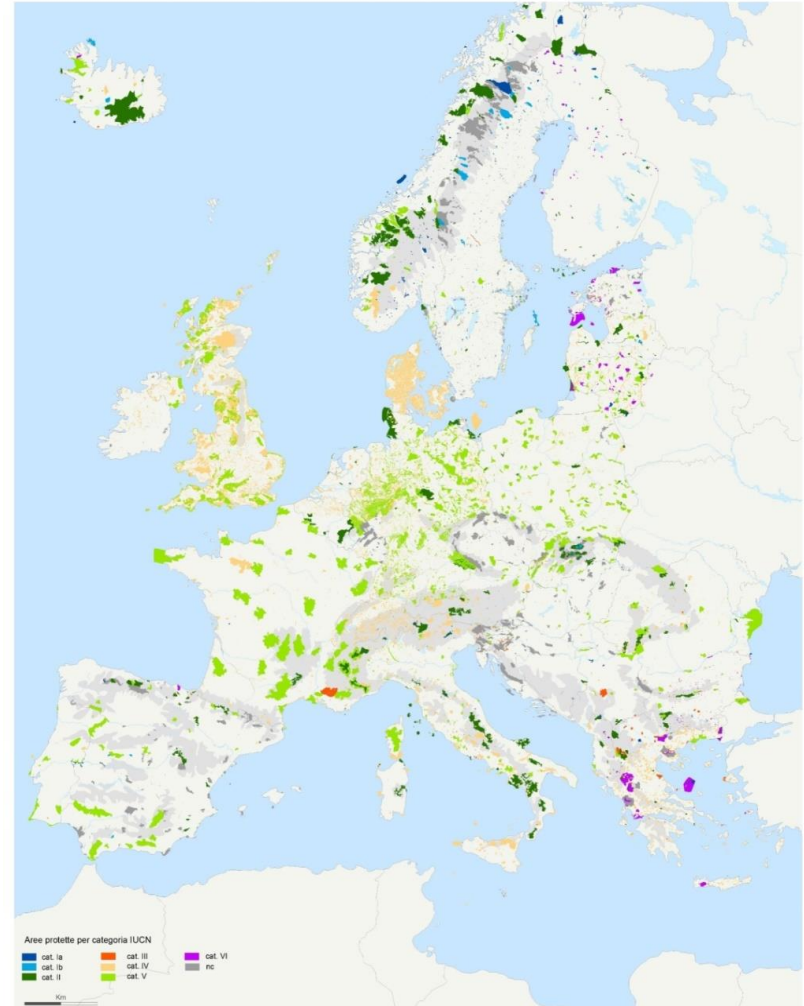 Aree protette per categoria IUCN
cat. Ia
cat. Ib
cat. II
cat. III
cat. IV
cat. V
cat. VI
nc
Km